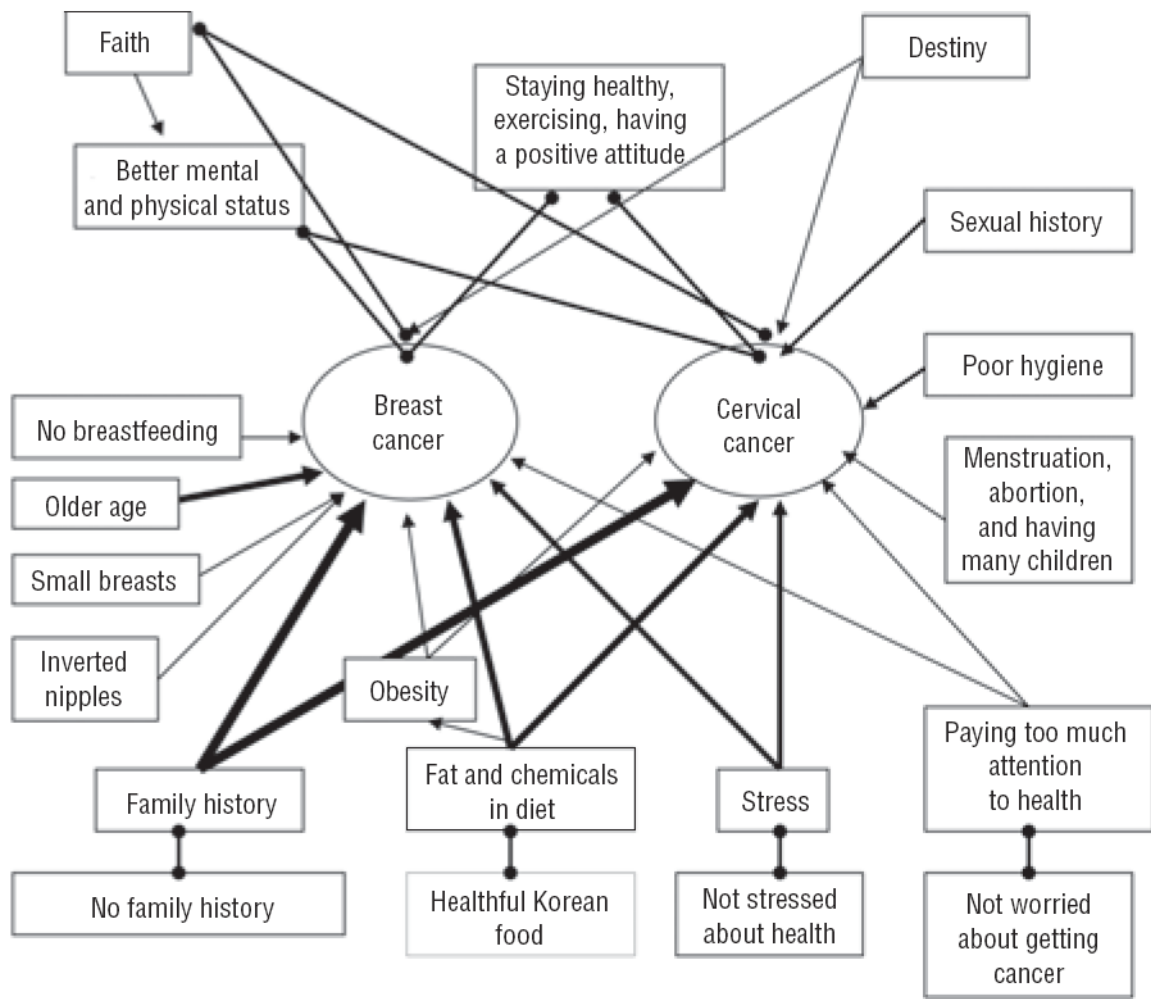 Faith
Destiny
Staying healthy,
exercising, having
a positive attitude
Better mental
and physical status
Sexual history
Poor hygiene
Breast
cancer
Cervical
cancer
No breastfeeding
Menstruation,
abortion,
and having
many children
Older age
Small breasts
Inverted
nipples
Obesity
Paying too much
attention
to health
Family history
Fat and chemicals
in diet
Stress
No family history
Healthful Korean
food
Not stressed
about health
Not worried
about getting
cancer